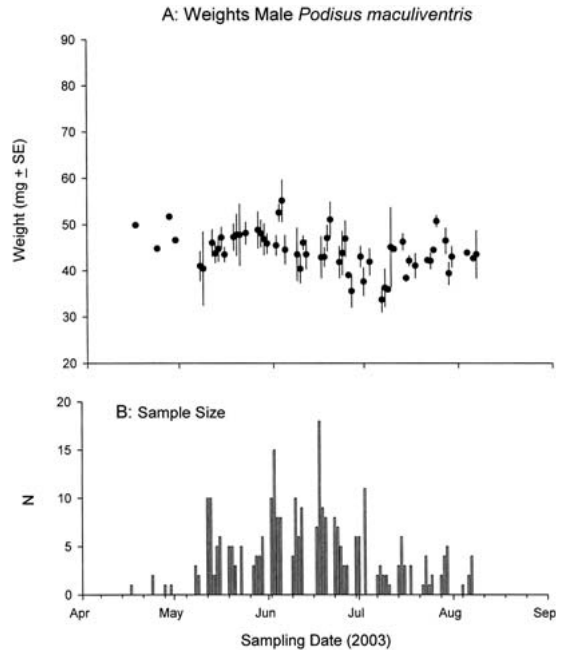 A: Weights Male Podisus maculiventris
90
80
70
60
50
40
30
20
Weight (mg ± SE)
B: Sample Size
20
15
10
5
0
N
Apr May Jun Jul Aug Sep
Sampling Date (2003)